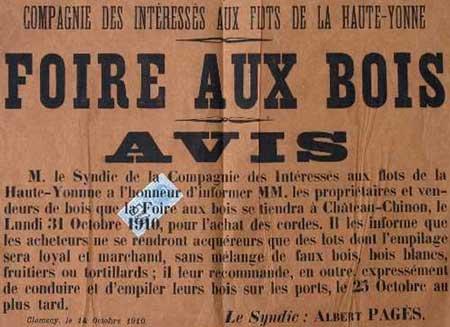 COMPAGNIE DES INTÉRESSÉS AUX FLOTS DE LA HAUTE-YONNE
FOIRE AUX BOIS
AVIS
M. le Syndic de la Compagnie des Intéressés aux flots de la
Haute-Yonne a l'honneur d'informer MM. les propriétaires et ven-
deurs de bois que la Foire aux bois se tiendra à Château-Chinon, le
Lundi 31 Octobre 1910, pour l'achat des cordes. Il les informe que
les acheteurs ne se rendront acquéreurs que des lots dont l'empilage
sera loyal et marchand, sans mélange de faux bois, bois blancs,
fruitiers ou tortillards ; il leur recommande, en outre, expressément
de conduire et d'empiler leurs bois sur les ports, le 25 Octobre au
plus tard.
Clamecy, le 14 Octobre 1910.
Le Syndic : ALBERT PAGÈS.